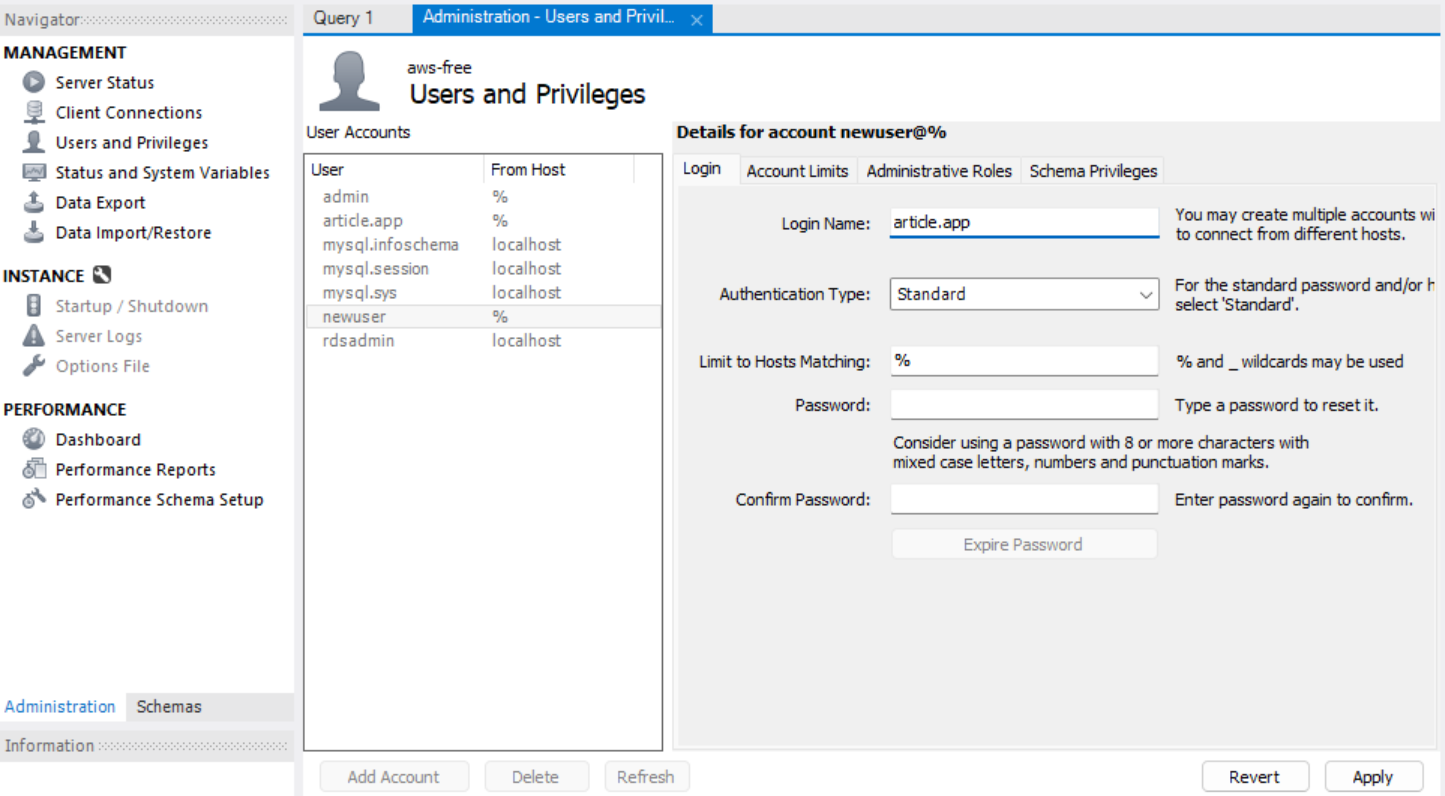 Navigator
MANAGEMENT
Server Status
Client Connections
Users and Privileges
Status and System Variables
Data Export
Data Import/Restore
INSTANCE
Startup / Shutdown
Server Logs
Options File
PERFORMANCE
Dashboard
Performance Reports
Performance Schema Setup
Administration Schemas
Information
Query 1 Administration - Users and Privil...
aws-free
Users and Privileges
User Accounts
User From Host
admin %
article.app %
mysql.infoschema localhost
mysql.session localhost
mysql.sys localhost
newuser %
rdsadmin localhost
Add Account Delete Refresh
Details for account newuser@%
Login Account Limits Administrative Roles Schema Privileges
Login Name: article.app You may create multiple accounts wi
to connect from different hosts.
Authentication Type: Standard For the standard password and/or h
select 'Standard'.
Limit to Hosts Matching: % % and _ wildcards may be used
Password: Type a password to reset it.
Consider using a password with 8 or more characters with
mixed case letters, numbers and punctuation marks.
Confirm Password: Enter password again to confirm.
Expire Password
Revert Apply